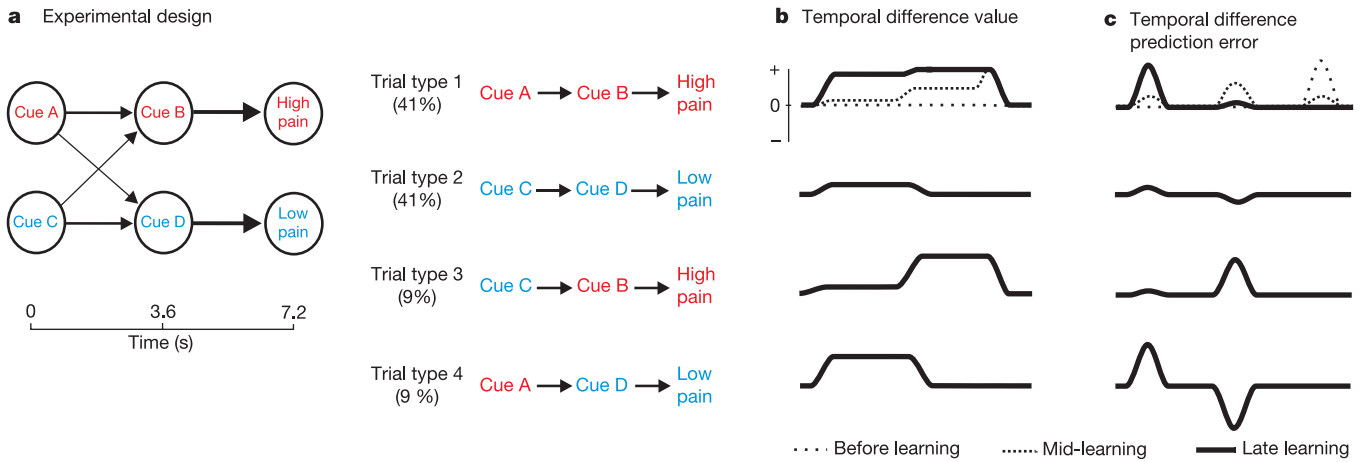 a Experimental design
Cue A
Cue B
High
pain
Cue C
Cue D
Low
pain
0
3.6
7.2
Time (s)
Trial type 1
(41%)
Cue A
Cue B
High
pain
Trial type 2
(41%)
Cue C
Cue D
Low
pain
Trial type 3
(9%)
Cue C
Cue B
High
pain
Trial type 4
(9 %)
Cue A
Cue D
Low
pain
b Temporal difference value
+
0
–
c Temporal difference
prediction error
Before learning
Mid-learning
Late learning